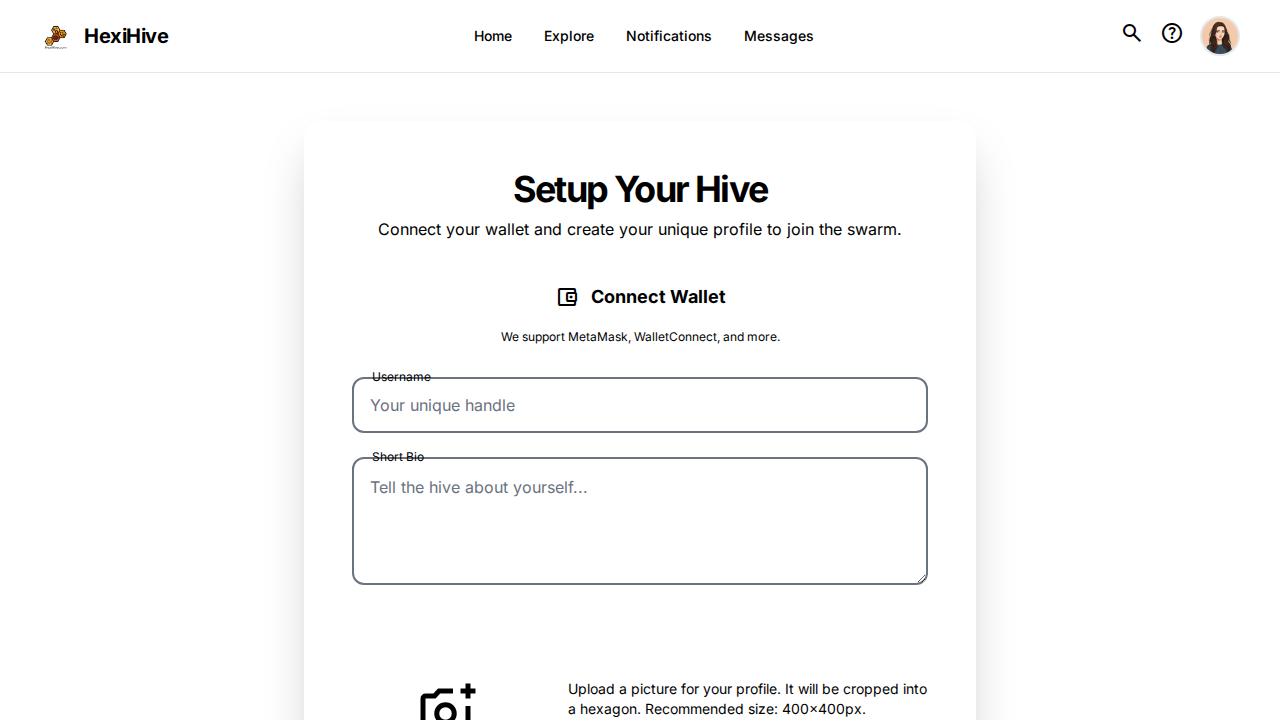 HexiHive
Home
Explore
Notifications
Messages
Setup Your Hive
Connect your wallet and create your unique profile to join the swarm.
Connect Wallet
We support MetaMask, WalletConnect, and more.
Username
Your unique handle
Short Bio
Tell the hive about yourself...
Upload a picture for your profile. It will be cropped into
a hexagon. Recommended size: 400×400px.